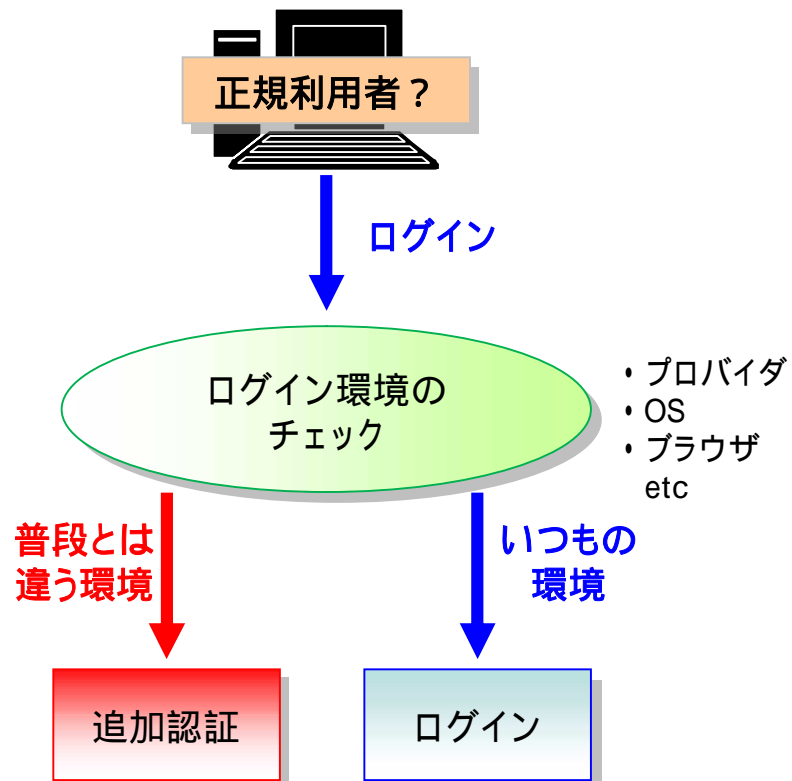 正規利用者？
ログイン
ログイン環境の
チェック
・プロバイダ
・OS
・ブラウザ
etc
普段とは
違う環境
いつもの
環境
追加認証
ログイン